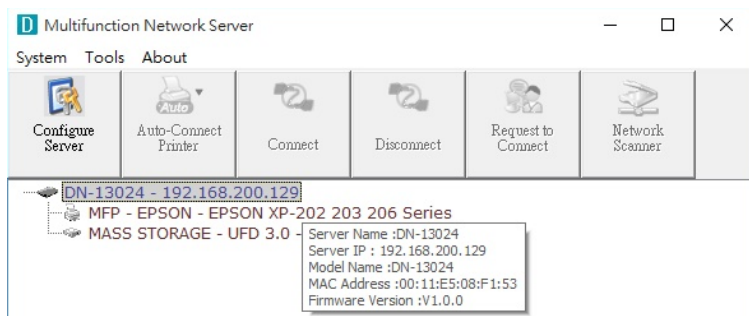 D Multifunction Network Server
System Tools About
Auto
Configure Server
Auto-Connect Printer
Connect
Disconnect
Request to Connect
Network Scanner
DN-13024 - 192.168.200.129
MFP - EPSON - EPSON XP-202 203 206 Series
MASS STORAGE - UFD 3.0 -
Server Name :DN-13024
Server IP : 192.168.200.129
Model Name :DN-13024
MAC Address :00:11:E5:08:F1:53
Firmware Version :V1.0.0